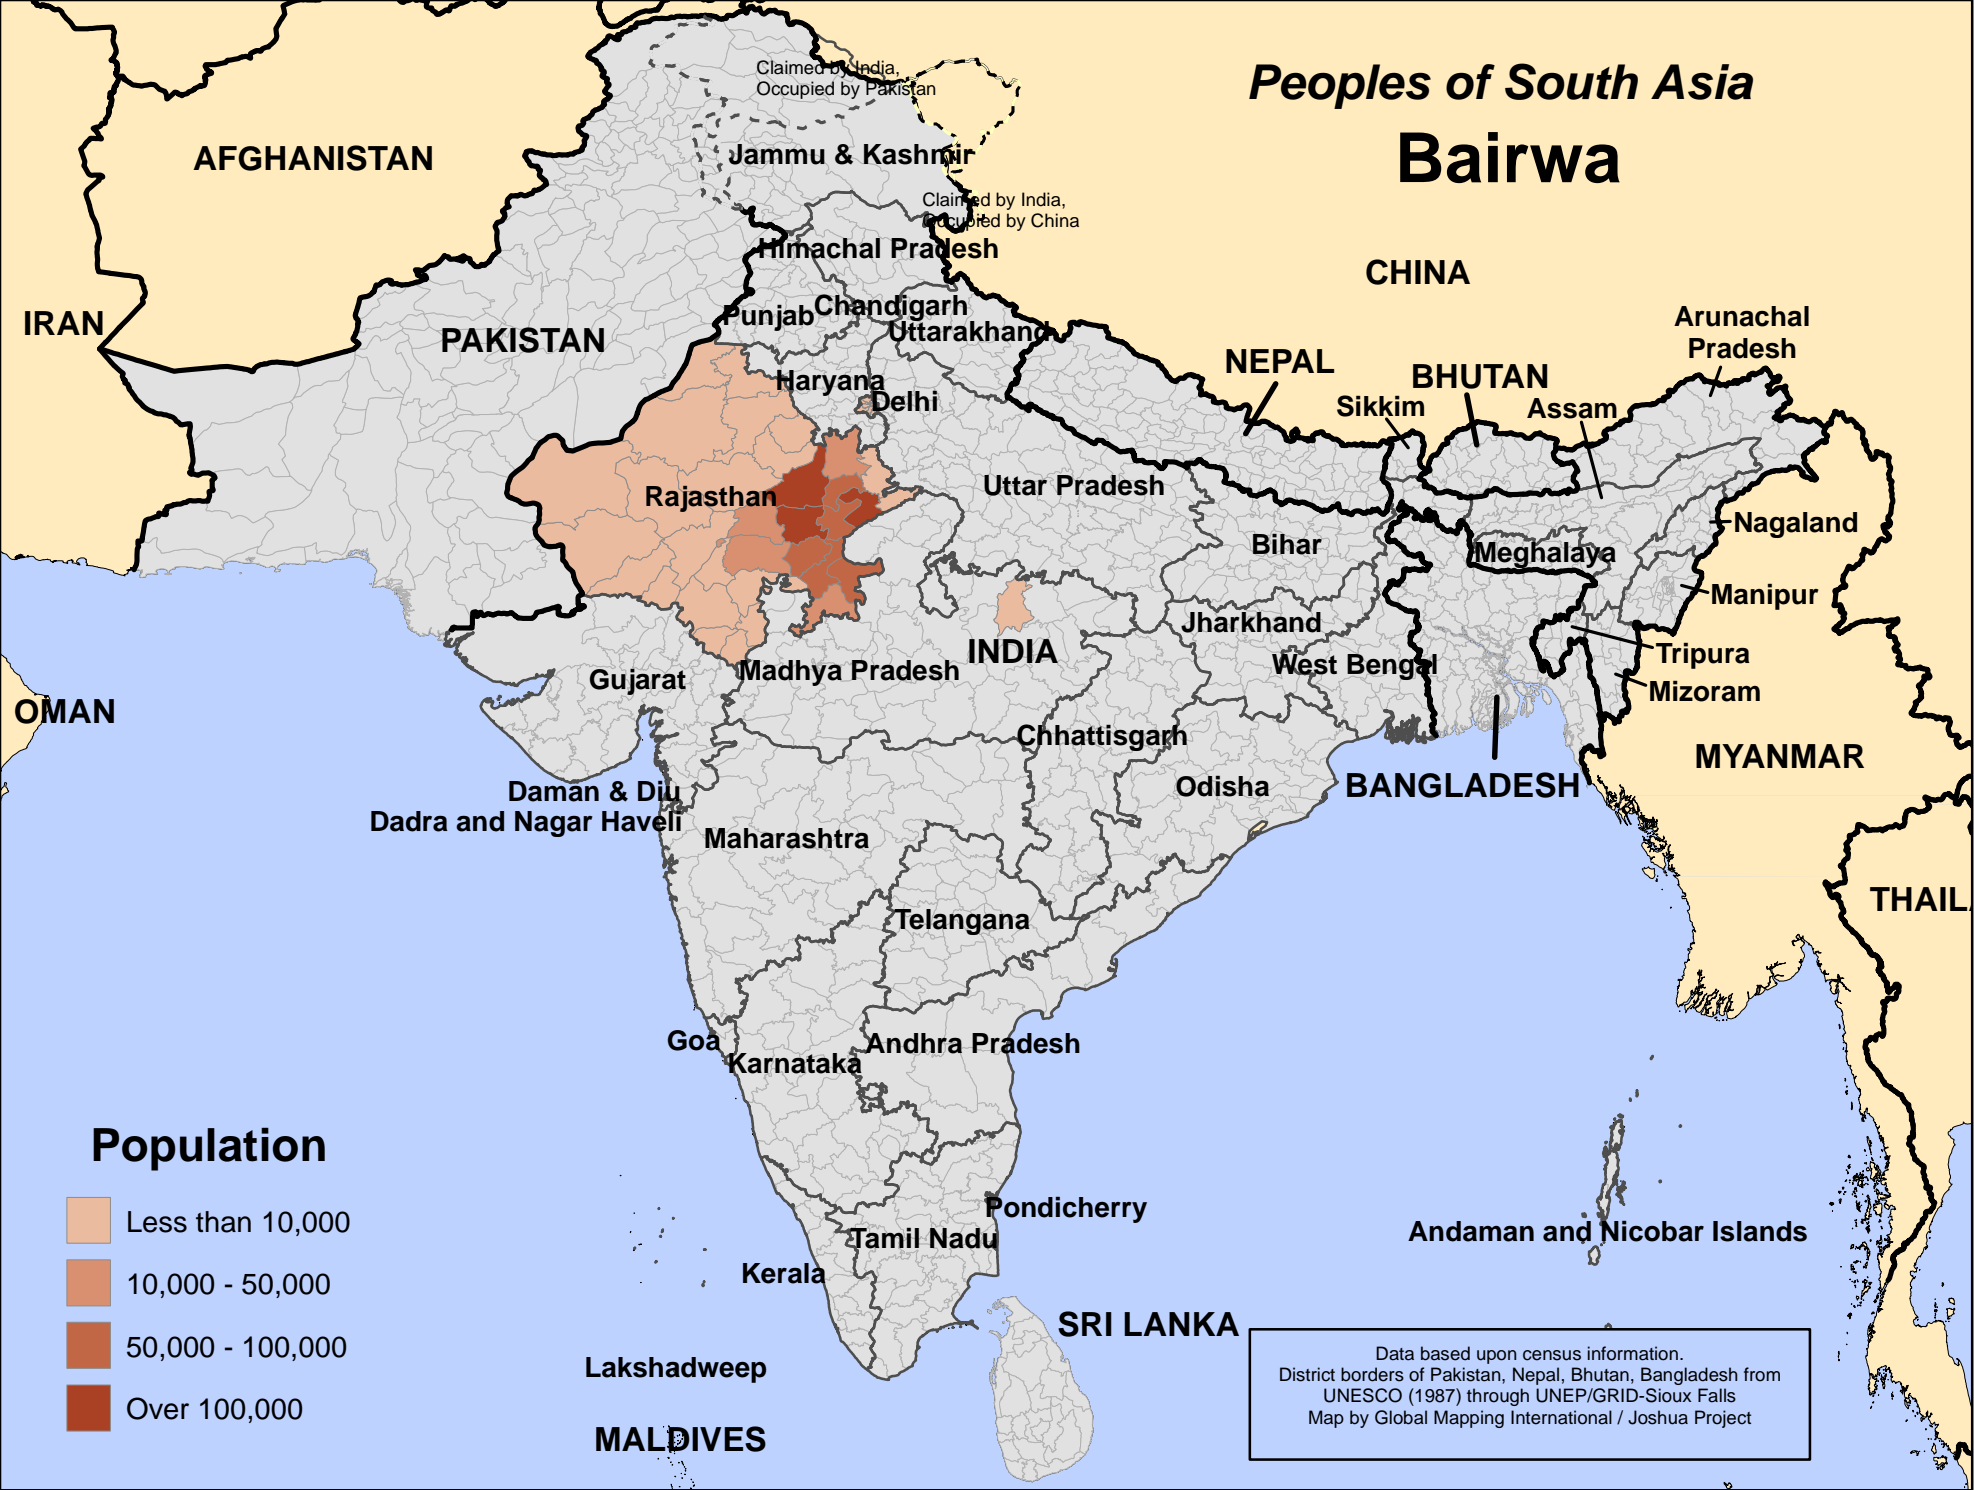 Peoples of South Asia
Bairwa
Claimed by India,
Occupied by Pakistan
AFGHANISTAN
Jammu & Kashmir
Claimed by India,
Occupied by China
Himachal Pradesh
CHINA
IRAN
PAKISTAN
Punjab
Chandigarh
Uttarakhand
Arunachal
Pradesh
NEPAL
BHUTAN
Haryana
Delhi
Sikkim
Assam
Rajasthan
Uttar Pradesh
Nagaland
Bihar
Meghalaya
Manipur
Jharkhand
INDIA
West Bengal
Tripura
Madhya Pradesh
Gujarat
Mizoram
OMAN
Chhattisgarh
MYANMAR
Odisha
BANGLADESH
Daman & Diu
Dadra and Nagar Haveli
Maharashtra
THAIL
Telangana
Goa
Andhra Pradesh
Karnataka
Pondicherry
Andaman and Nicobar Islands
Tamil Nadu
Kerala
SRI LANKA
Lakshadweep
MALDIVES
Population
Less than 10,000
10,000 - 50,000
50,000 - 100,000
Over 100,000
Data based upon census information.
District borders of Pakistan, Nepal, Bhutan, Bangladesh from
UNESCO (1987) through UNEP/GRID-Sioux Falls
Map by Global Mapping International / Joshua Project